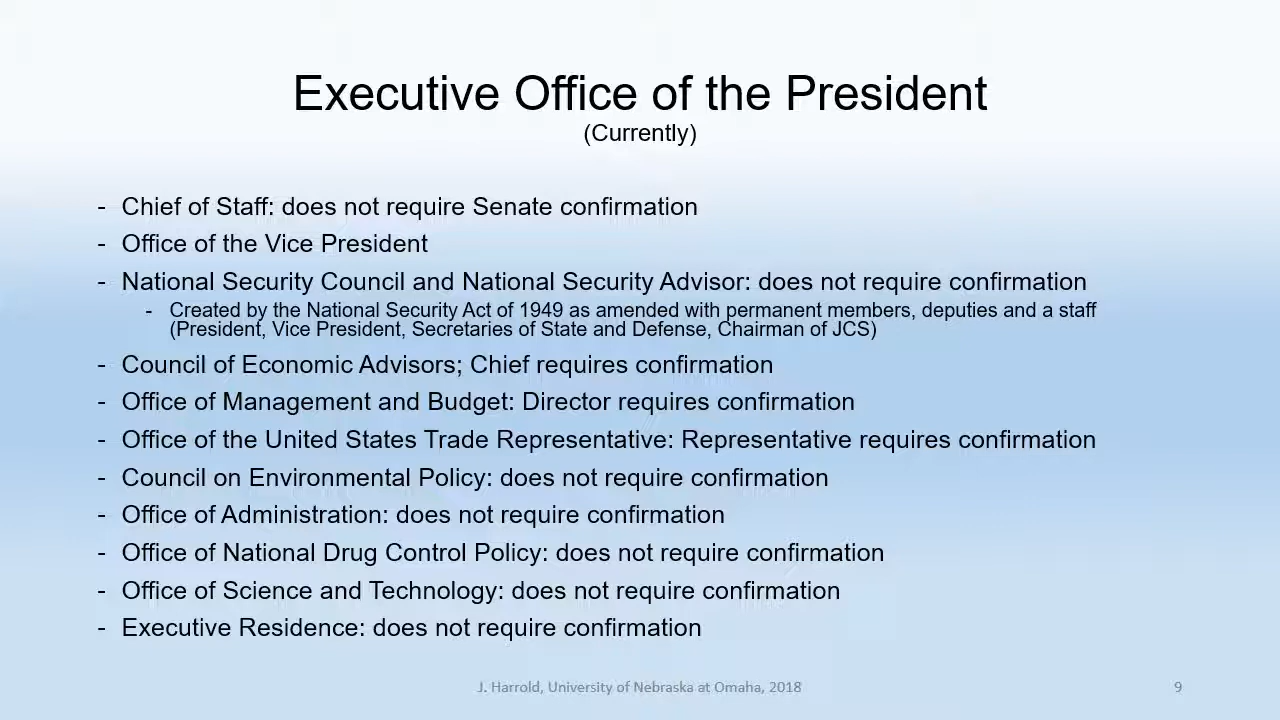 Executive Office of the President
(Currently)
- Chief of Staff: does not require Senate confirmation
- Office of the Vice President
- National Security Council and National Security Advisor: does not require confirmation
- Created by the National Security Act of 1949 as amended with permanent members, deputies and a staff
(President, Vice President, Secretaries of State and Defense, Chairman of JCS)
- Council of Economic Advisors; Chief requires confirmation
- Office of Management and Budget: Director requires confirmation
- Office of the United States Trade Representative: Representative requires confirmation
- Council on Environmental Policy: does not require confirmation
- Office of Administration: does not require confirmation
- Office of National Drug Control Policy: does not require confirmation
- Office of Science and Technology: does not require confirmation
- Executive Residence: does not require confirmation
J. Harrold, University of Nebraska at Omaha, 2018
9